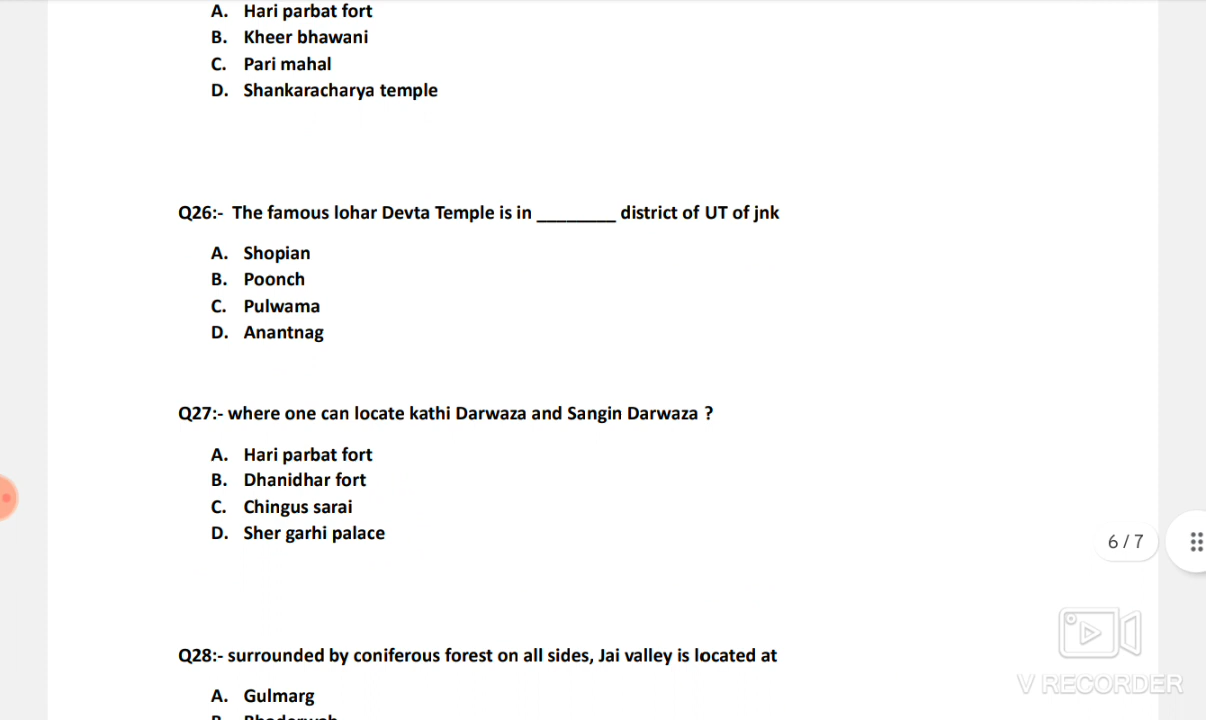 A. Hari parbat fort
B. Kheer bhawani
C. Pari mahal
D. Shankaracharya temple
Q26:- The famous lohar Devta Temple is in ________ district of UT of jnk
A. Shopian
B. Poonch
C. Pulwama
D. Anantnag
Q27:- where one can locate kathi Darwaza and Sangin Darwaza ?
A. Hari parbat fort
B. Dhanidhar fort
C. Chingus sarai
D. Sher garhi palace
6 / 7
Q28:- surrounded by coniferous forest on all sides, Jai valley is located at
V RECORDER
A. Gulmarg